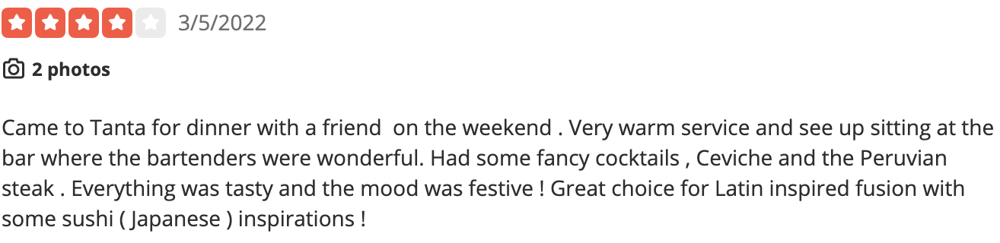 3/5/2022
2 photos
Came to Tanta for dinner with a friend  on the weekend . Very warm service and see up sitting at the
bar where the bartenders were wonderful. Had some fancy cocktails , Ceviche and the Peruvian
steak . Everything was tasty and the mood was festive ! Great choice for Latin inspired fusion with
some sushi ( Japanese ) inspirations !